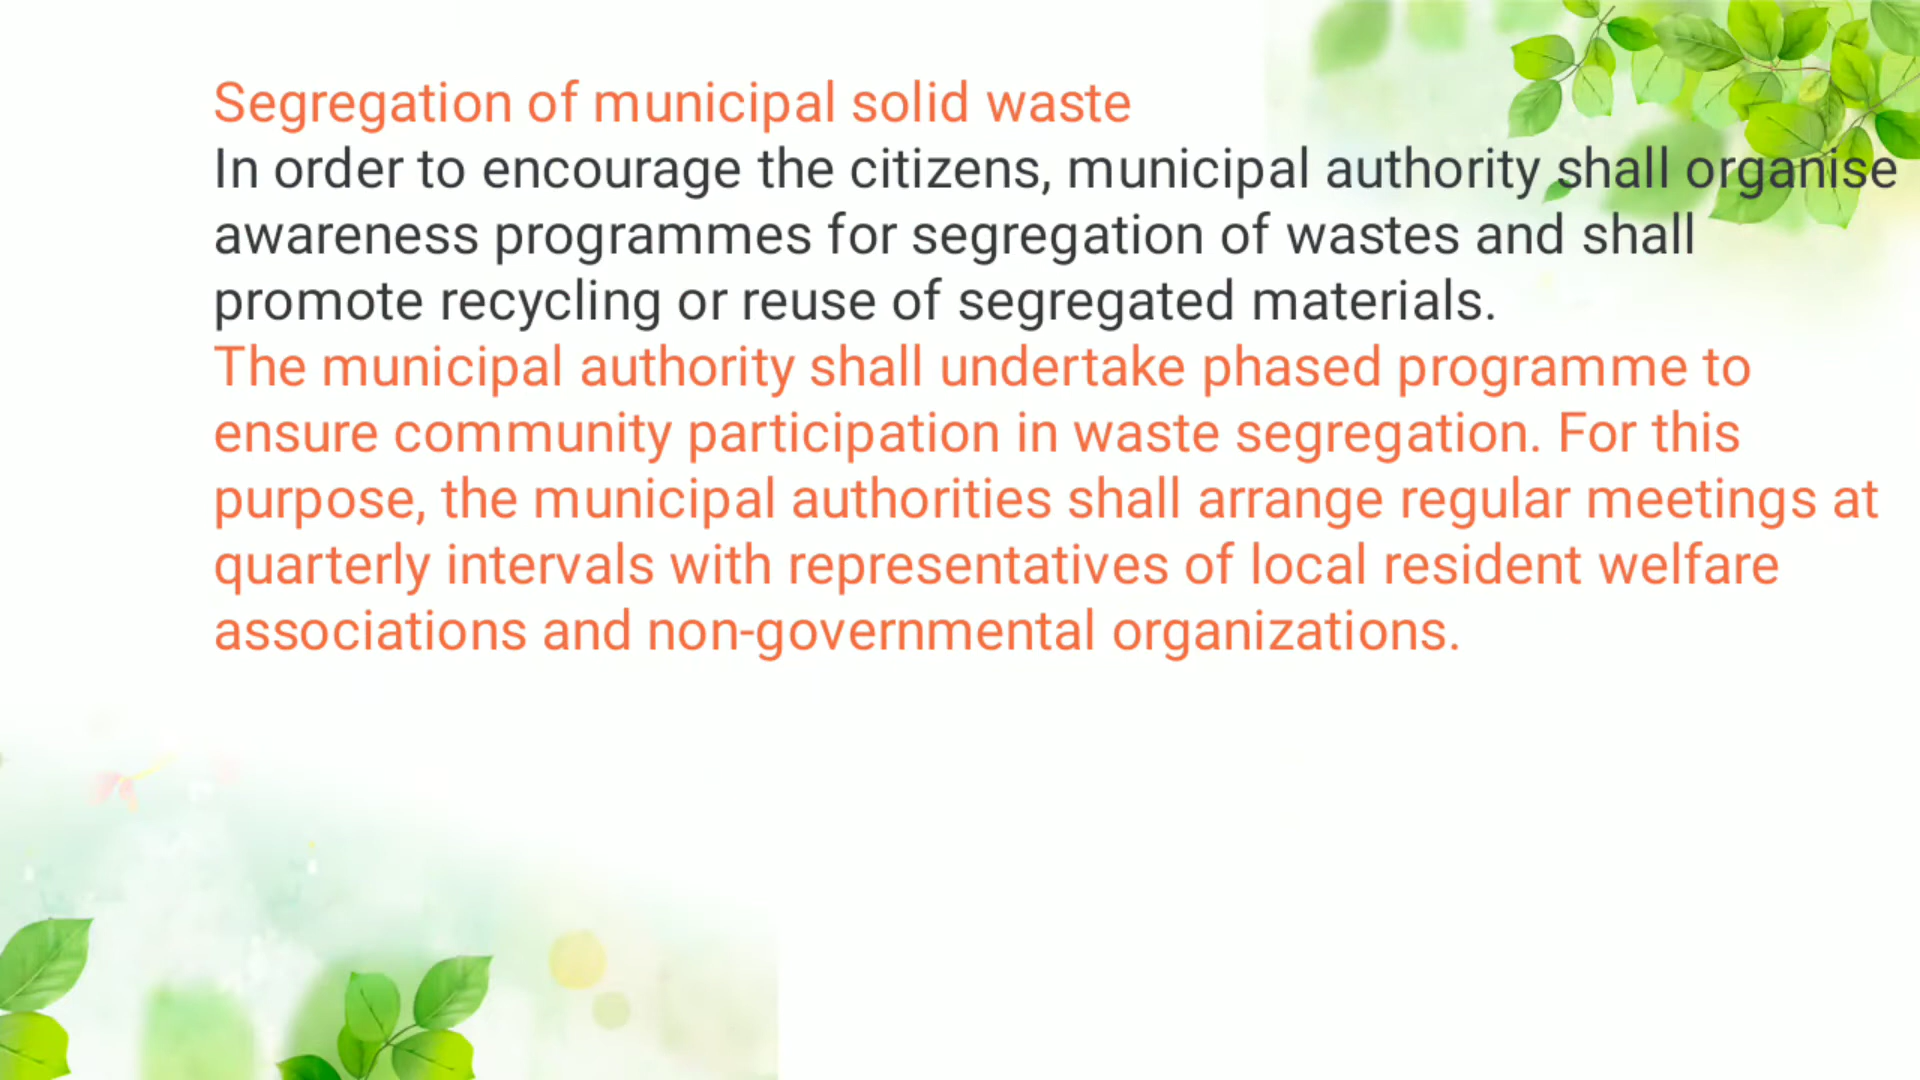 Segregation of municipal solid waste
In order to encourage the citizens, municipal authority shall organise
awareness programmes for segregation of wastes and shall
promote recycling or reuse of segregated materials.
The municipal authority shall undertake phased programme to
ensure community participation in waste segregation. For this
purpose, the municipal authorities shall arrange regular meetings at
quarterly intervals with representatives of local resident welfare
associations and non-governmental organizations.